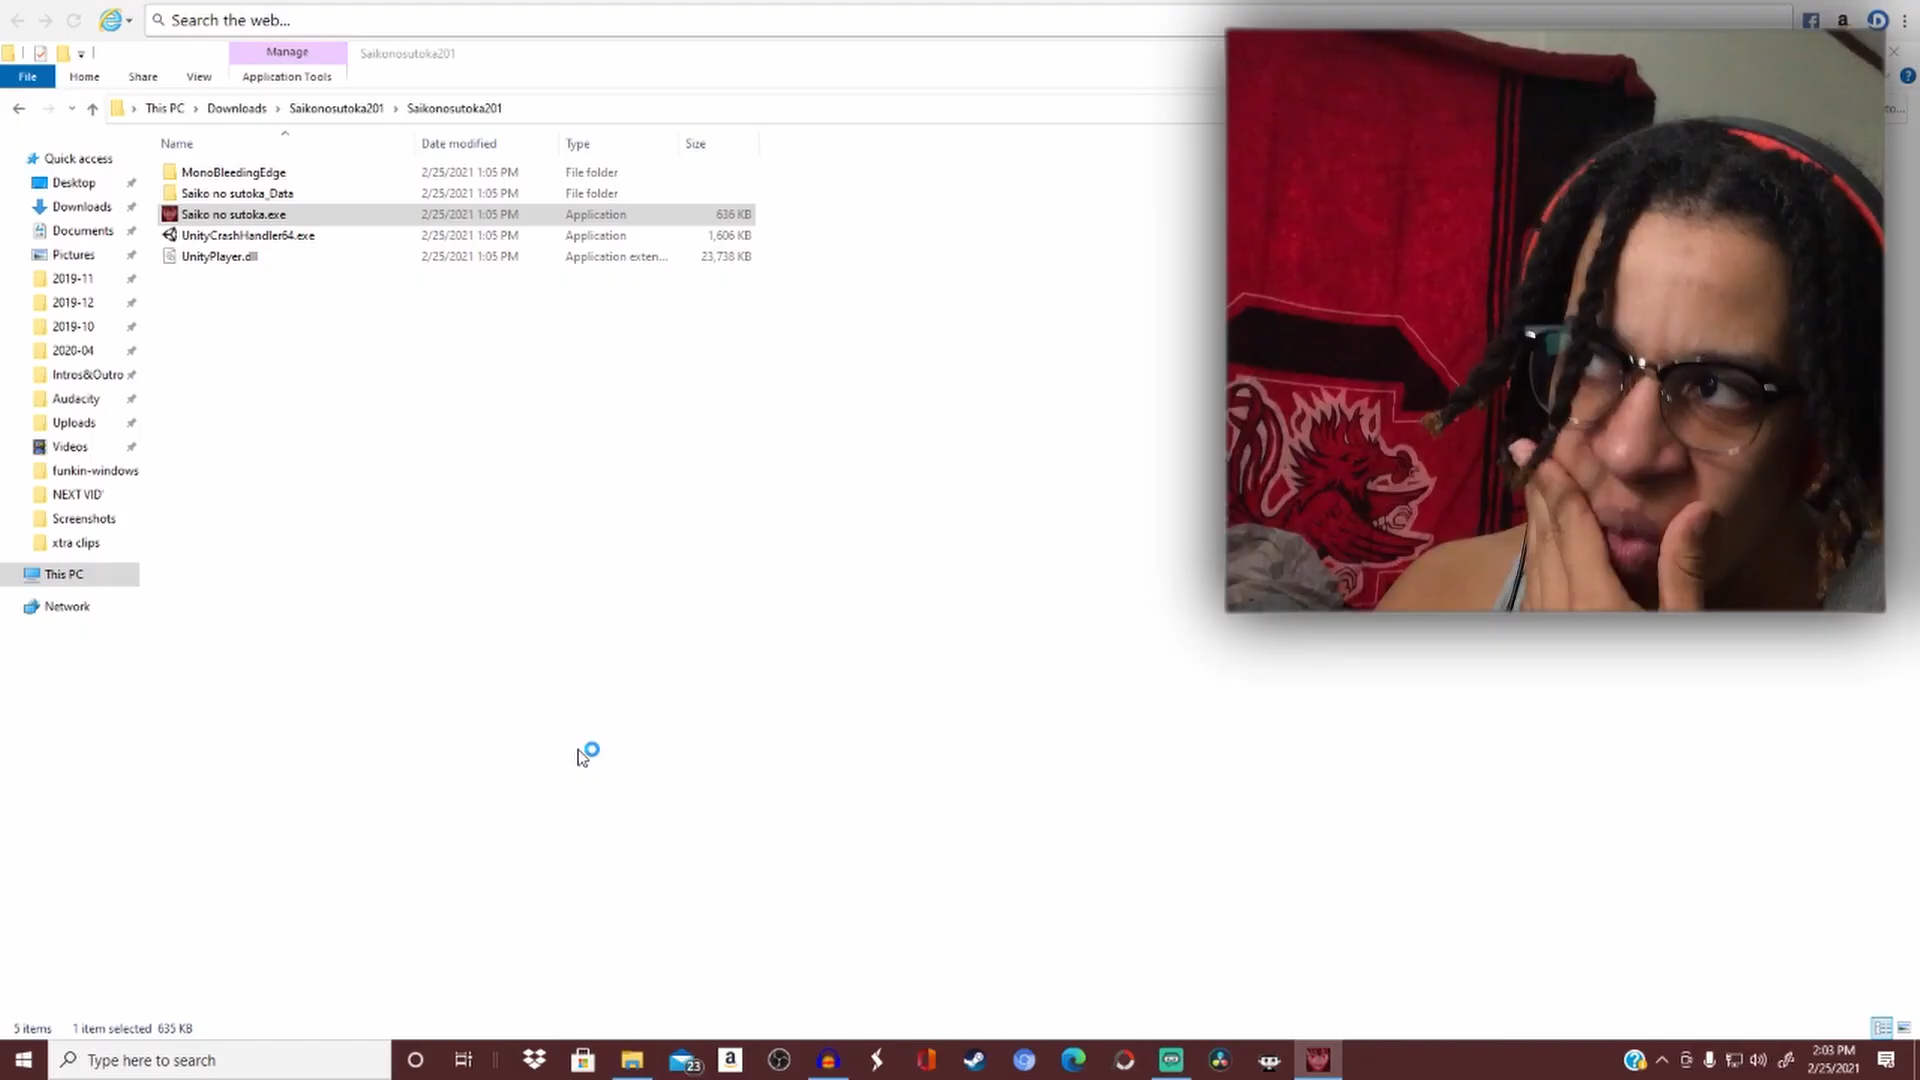 Search the web...
Manage
Saikonosutoka201
File
Home
Share
View
Application Tools
This PC
Downloads
Saikonosutoka201
Saikonosutoka201
Name
Date modified
Type
Size
MonoBleedingEdge
2/25/2021 1:05 PM
File folder
Saiko no sutoka_Data
2/25/2021 1:05 PM
File folder
Saiko no sutoka.exe
2/25/2021 1:05 PM
Application
636 KB
UnityCrashHandler64.exe
2/25/2021 1:05 PM
Application
1,606 KB
UnityPlayer.dll
2/25/2021 1:05 PM
Application exten...
23,738 KB
Quick access
Desktop
Downloads
Documents
Pictures
2019-11
2019-12
2019-10
2020-04
Intros&Outro
Audacity
Uploads
Videos
funkin-windows
NEXT VID'
Screenshots
xtra clips
This PC
Network
5 items
1 item selected 635 KB
Type here to search
23
2:03 PM
2/25/2021